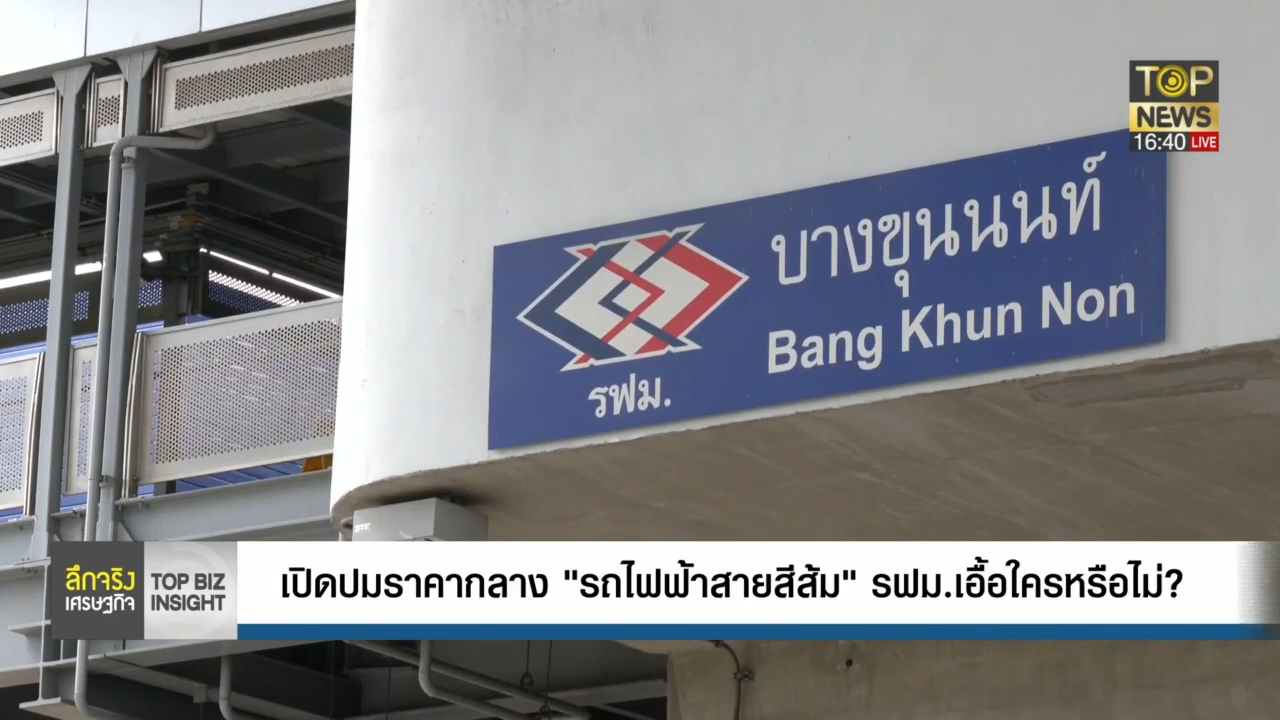 TOP
NEWS
16:40 LIVE
บางขุนนนท์
Bang Khun Non
รฟม.
ลึกจริง
เศรษฐกิจ
TOP BIZ
INSIGHT
เปิดปมราคากลาง "รถไฟฟ้าสายสีส้ม" รฟม.เอื้อใครหรือไม่?